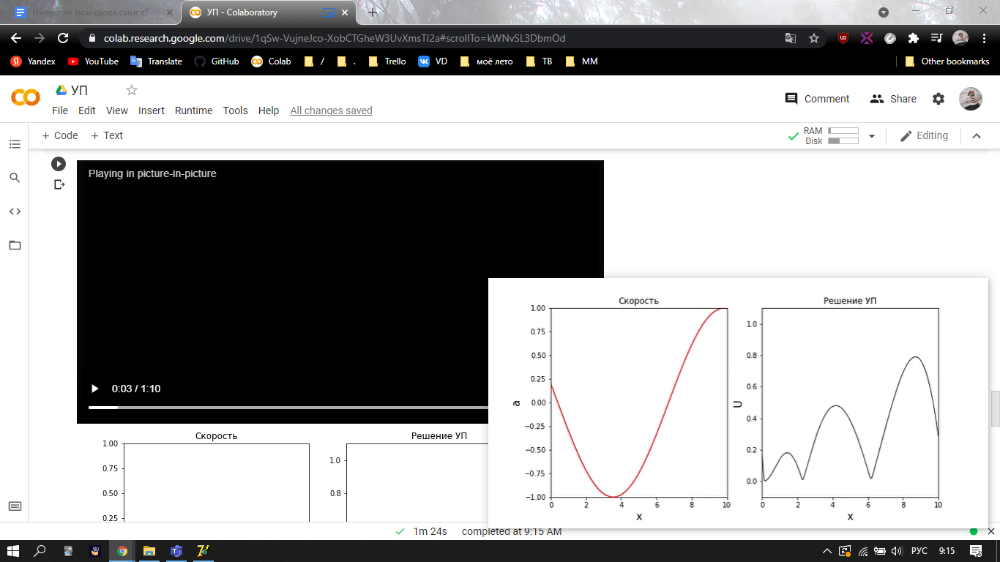 Имеют ли мои слова смысл? -
УП - Colaboratory
colab.research.google.com/drive/1qSw-VujneJco-XobCTGheW3UvXmsTl2a#scrollTo=kWNvSL3DbmOd
Yandex YouTube Translate GitHub Colab / . Trello VD моё лето ТВ ММ Other bookmarks
УП
Comment Share
File Edit View Insert Runtime Tools Help All changes saved
+ Code + Text
RAM
Disk
Editing
Playing in picture-in-picture
0:03 / 1:10
Скорость
1.00
0.75
0.50
0.25
0.00
−0.25
−0.50
−0.75
−1.00
a
0 2 4 6 8 10
x
Решение УП
1.0
0.8
0.6
0.4
0.2
0.0
U
0 2 4 6 8 10
x
Скорость
1.00
0.75
0.50
0.25
Решение УП
1.0
0.8
1m 24s completed at 9:15 AM
РУС 9:15